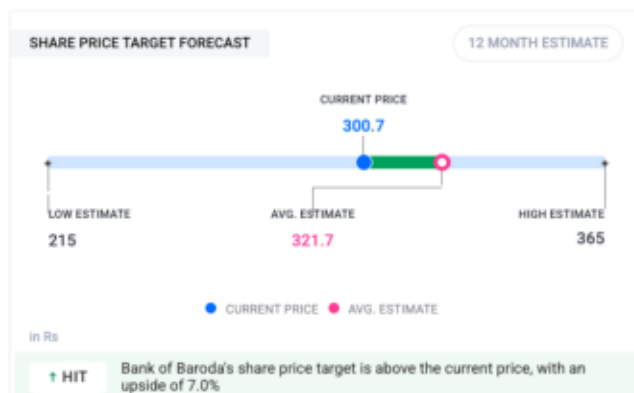 SHARE PRICE TARGET FORECAST
12 MONTH ESTIMATE
CURRENT PRICE
300.7
LOW ESTIMATE
AVG. ESTIMATE
HIGH ESTIMATE
215
321.7
365
CURRENT PRICE
AVG. ESTIMATE
in Rs
↑ HIT
Bank of Baroda's share price target is above the current price, with an
upside of 7.0%